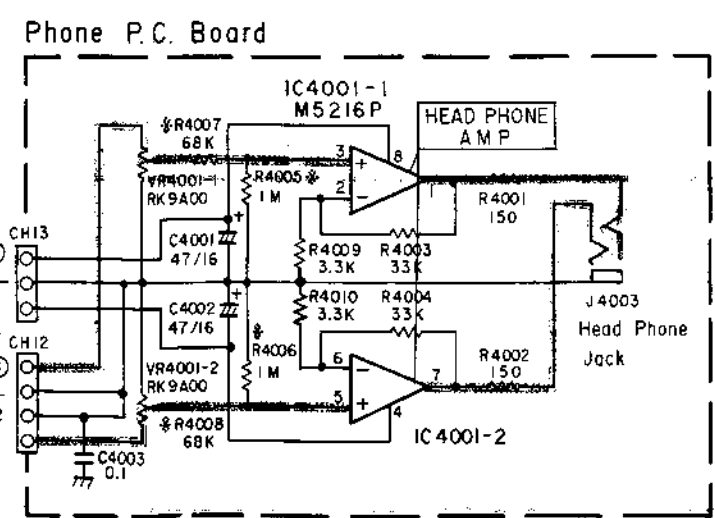 Phone P.C. Board
IC4001-1
M5216P
HEAD PHONE
AMP
※R4007
68K
3
8
+
2
−
1
VR4001-1
RK9A00
R4005※
1M
R4001
150
CH13
+
C4001
47/16
R4009
3.3K
R4003
33K
C4002
47/16
+
R4010
3.3K
R4004
33K
J4003
Head Phone
Jack
CH12
※
R4006
1M
VR4001-2
RK9A00
6
−
7
5
+
4
R4002
150
※R4008
68K
IC4001-2
C4003
0.1